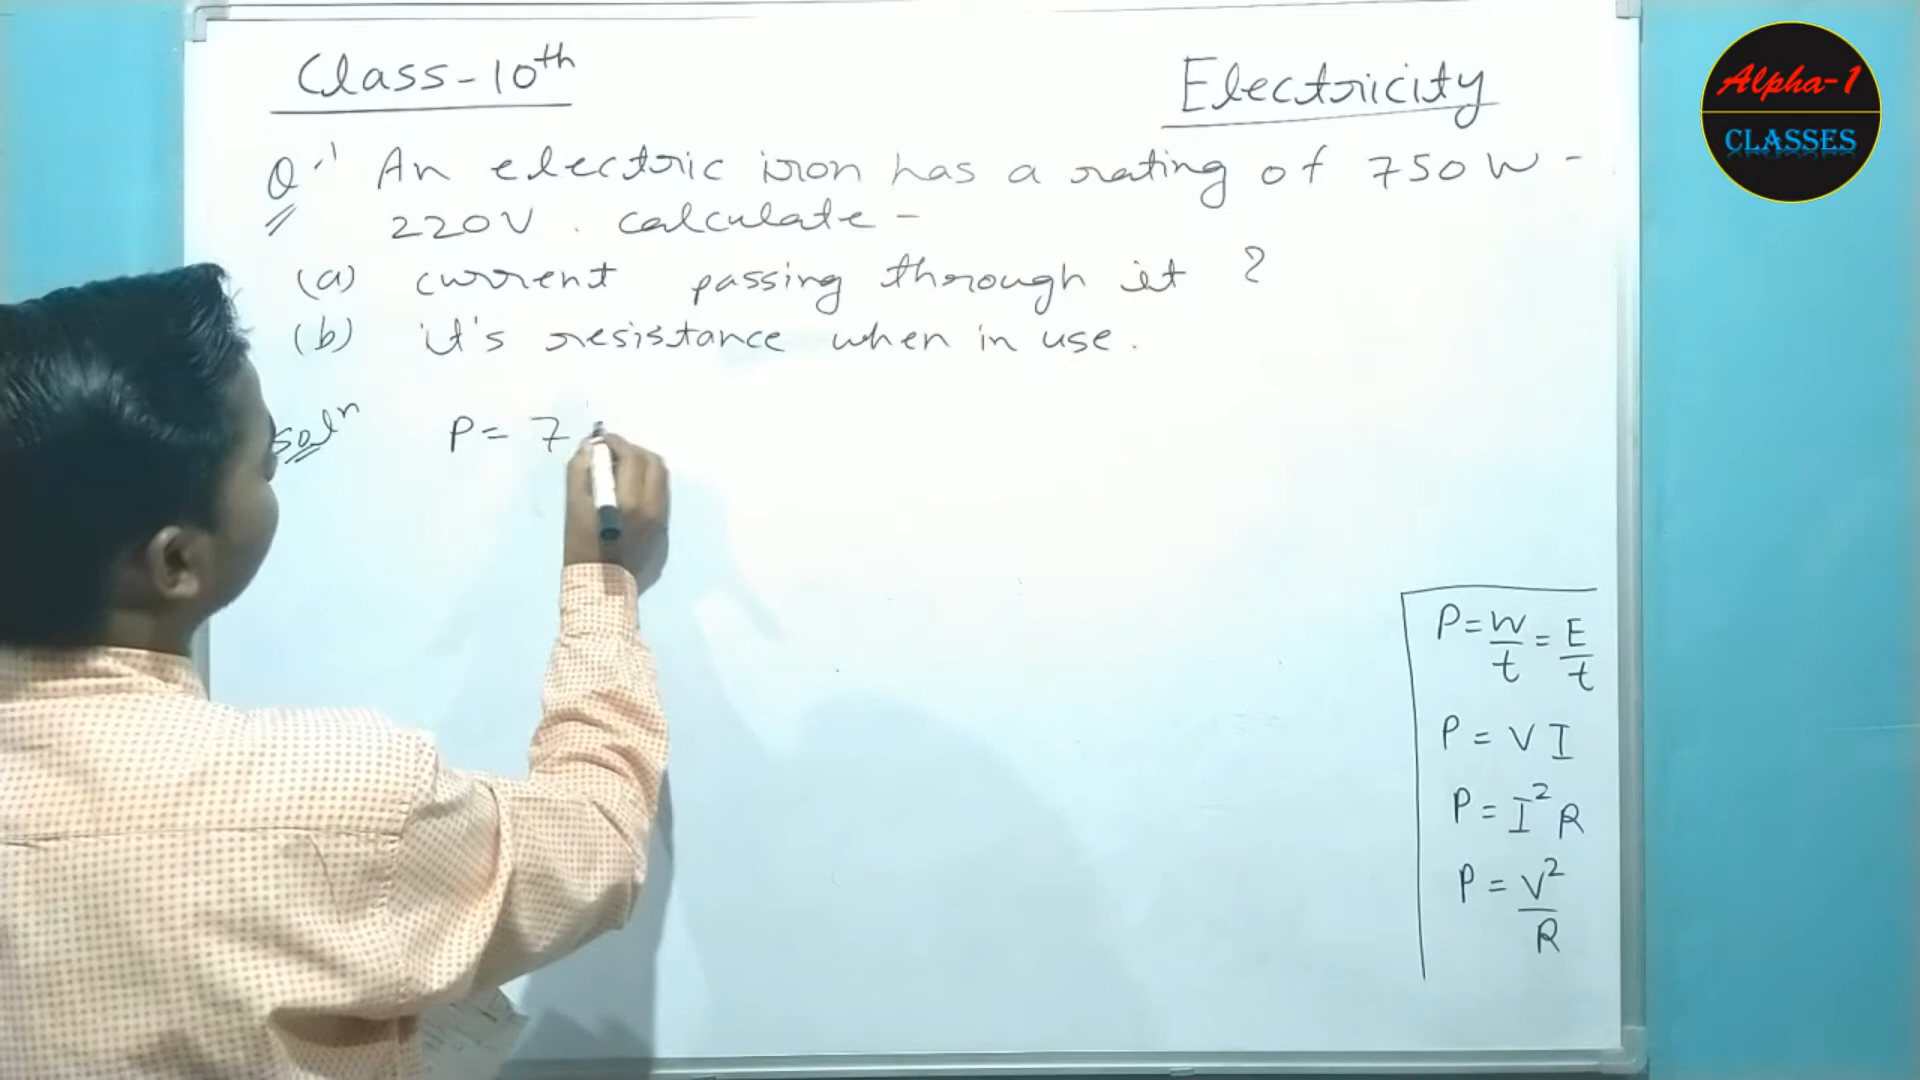 Class-10th
Electricity
Alpha-1
CLASSES
Q.1 An electric iron has a rating of 750 W -
220V. calculate -
(a) current passing through it ?
(b) it's resistance when in use.
Soln P = 7
P = W/t = E/t
P = V I
P = I²R
P = V²/R